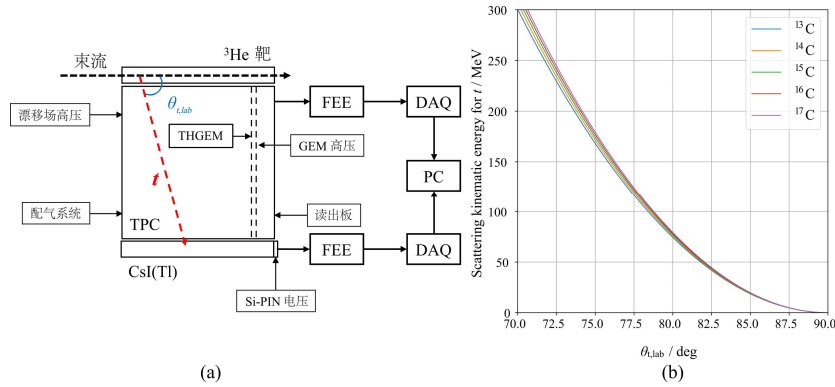 束流
³He 靶
θt,lab
漂移场高压
THGEM
GEM 高压
FEE
DAQ
PC
t
配气系统
TPC
读出板
FEE
DAQ
CsI(Tl)
Si-PIN 电压
(a)
Scattering kinematic energy for t / MeV
300
250
200
150
100
50
0
¹³C
¹⁴C
¹⁵C
¹⁶C
¹⁷C
70.0 72.5 75.0 77.5 80.0 82.5 85.0 87.5 90.0
θt,lab / deg
(b)